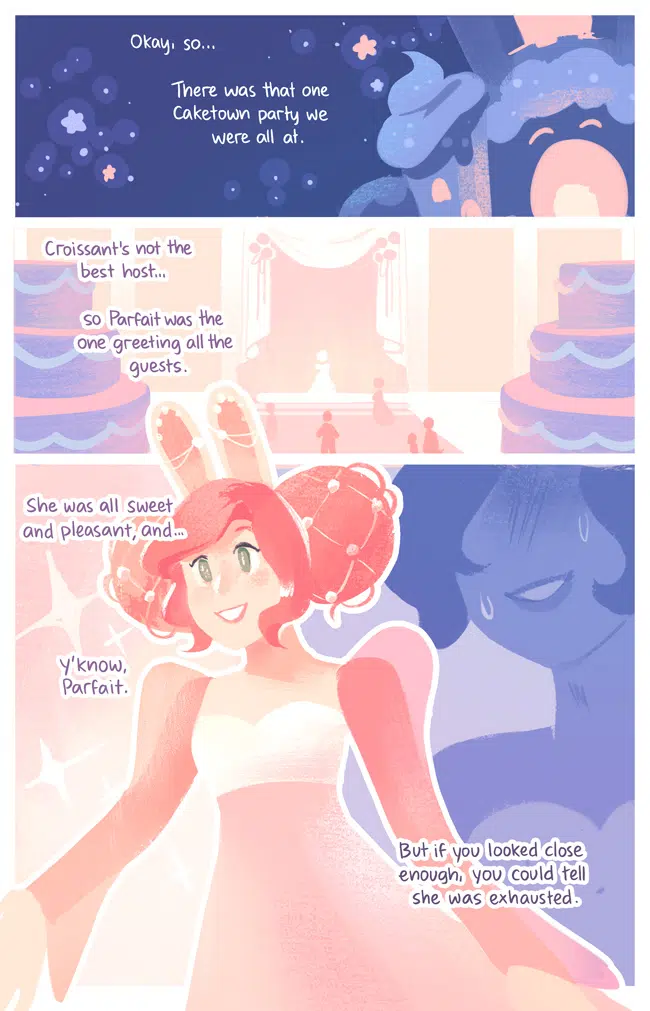 Okay, so...
There was that one
Caketown party we
were all at.
Croissant's not the
best host...
so Parfait was the
one greeting all the
guests.
She was all sweet
and pleasant, and...
y'know,
Parfait.
But if you looked close
enough, you could tell
she was exhausted.